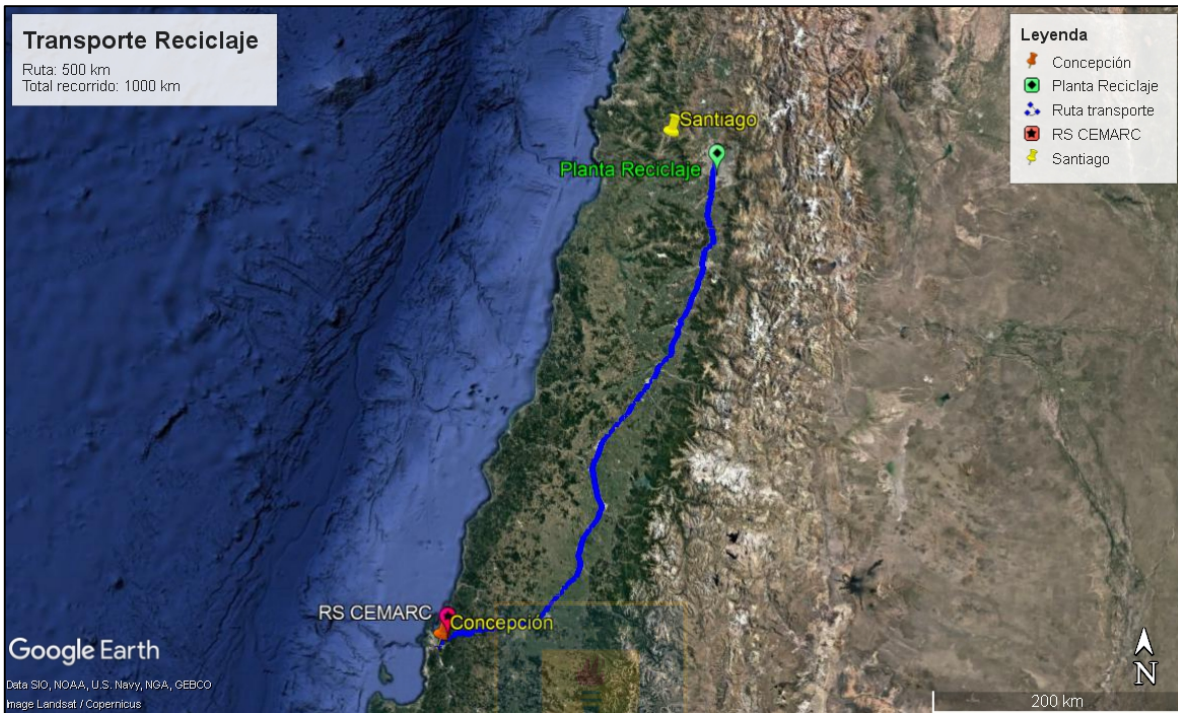 Transporte Reciclaje
Ruta: 500 km
Total recorrido: 1000 km
Leyenda
Concepción
Planta Reciclaje
Ruta transporte
RS CEMARC
Santiago
Santiago
Planta Reciclaje
RS CEMARC
Concepción
Google Earth
Data SIO, NOAA, U.S. Navy, NGA, GEBCO
Image Landsat / Copernicus
N
200 km